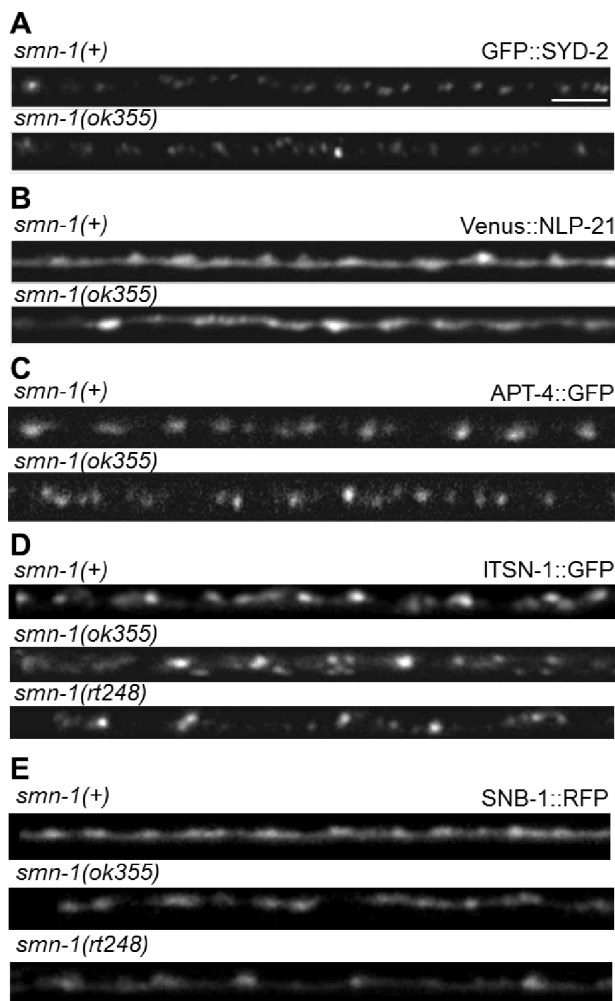 A
smn-1(+) GFP::SYD-2
smn-1(ok355)
B
smn-1(+) Venus::NLP-21
smn-1(ok355)
C
smn-1(+) APT-4::GFP
smn-1(ok355)
D
smn-1(+) ITSN-1::GFP
smn-1(ok355)
smn-1(rt248)
E
smn-1(+) SNB-1::RFP
smn-1(ok355)
smn-1(rt248)